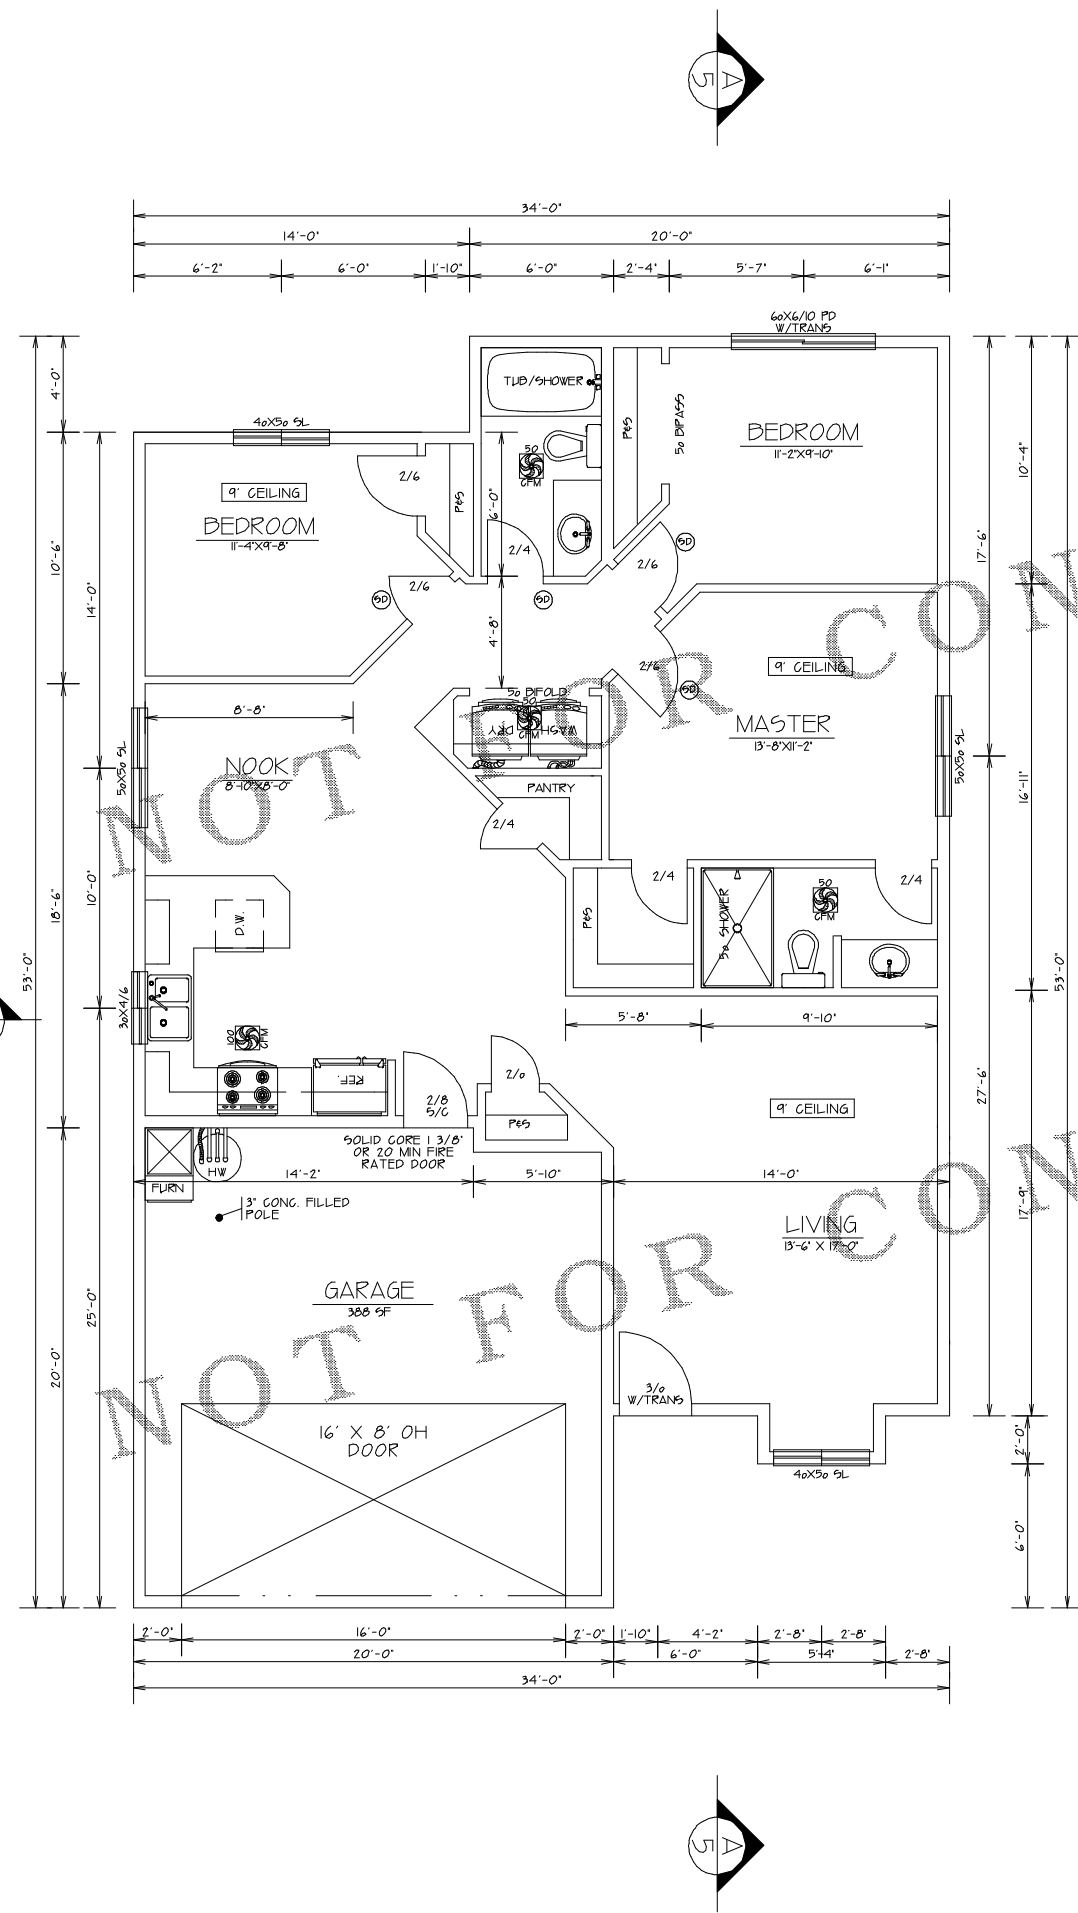 A
5
34'-0"
14'-0"
20'-0"
6'-2"
6'-0"
1'-10"
6'-0"
2'-4"
5'-7"
6'-1"
60X6/10 PD
W/TRANS
4'-0"
TUB/SHOWER
40X50 SL
P&S
50 BIPASS
BEDROOM
11'-2"X9'-10"
10'-4"
50
CFM
2/6
9' CEILING
BEDROOM
11'-4"X9'-8"
P&S
6'-0"
17'-6"
10'-6"
14'-0"
2/4
SD
2/6
2/6
SD
SD
4'-8"
NOT FOR CON
2/6
SD
9' CEILING
50 BIFOLD
50
CFM
DRY
WASH
8'-8"
MASTER
13'-8"X11'-2"
50X50 SL
50X50 SL
NOOK
8'-10"X8'-0"
PANTRY
2/4
16'-11"
18'-6"
10'-0"
D.W.
2/4
P&S
50 SHOWER
50
CFM
2/4
53'-0"
53'-0"
30X4/6
5'-8"
9'-10"
100
CFM
REF.
2/8
S/C
2/0
P&S
9' CEILING
27'-6"
SOLID CORE 1 3/8"
OR 20 MIN FIRE
RATED DOOR
HW
FURN
14'-2"
5'-10"
14'-0"
3" CONC. FILLED
POLE
17'-9"
LIVING
13'-6" X 17'-0"
NOT FOR CON
GARAGE
388 SF
25'-0"
20'-0"
3/0
W/TRANS
16' X 8' OH
DOOR
2'-0"
40X50 SL
6'-0"
2'-0"
16'-0"
2'-0"
1'-10"
4'-2"
2'-8"
2'-8"
20'-0"
6'-0"
5'-4"
2'-8"
34'-0"
A
5